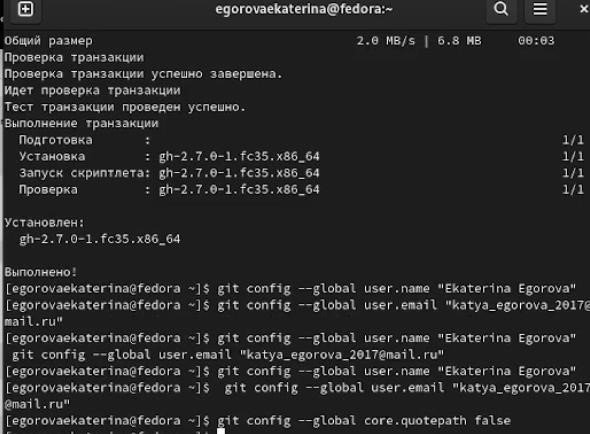 egorovaekaterina@fedora:~
Общий размер 2.0 MB/s | 6.8 MB 00:03
Проверка транзакции
Проверка транзакции успешно завершена.
Идет проверка транзакции
Тест транзакции проведен успешно.
Выполнение транзакции
Подготовка : 1/1
Установка : gh-2.7.0-1.fc35.x86_64 1/1
Запуск скриптлета: gh-2.7.0-1.fc35.x86_64 1/1
Проверка : gh-2.7.0-1.fc35.x86_64 1/1
Установлен:
gh-2.7.0-1.fc35.x86_64
Выполнено!
[egorovaekaterina@fedora ~]$ git config --global user.name "Ekaterina Egorova"
[egorovaekaterina@fedora ~]$ git config --global user.email "katya_egorova_2017@
mail.ru"
[egorovaekaterina@fedora ~]$ git config --global user.name "Ekaterina Egorova"
git config --global user.email "katya_egorova_2017@mail.ru"
[egorovaekaterina@fedora ~]$ git config --global user.name "Ekaterina Egorova"
[egorovaekaterina@fedora ~]$  git config --global user.email "katya_egorova_2017
@mail.ru"
[egorovaekaterina@fedora ~]$ git config --global core.quotepath false
[egorovaekaterina@fedora ~]$